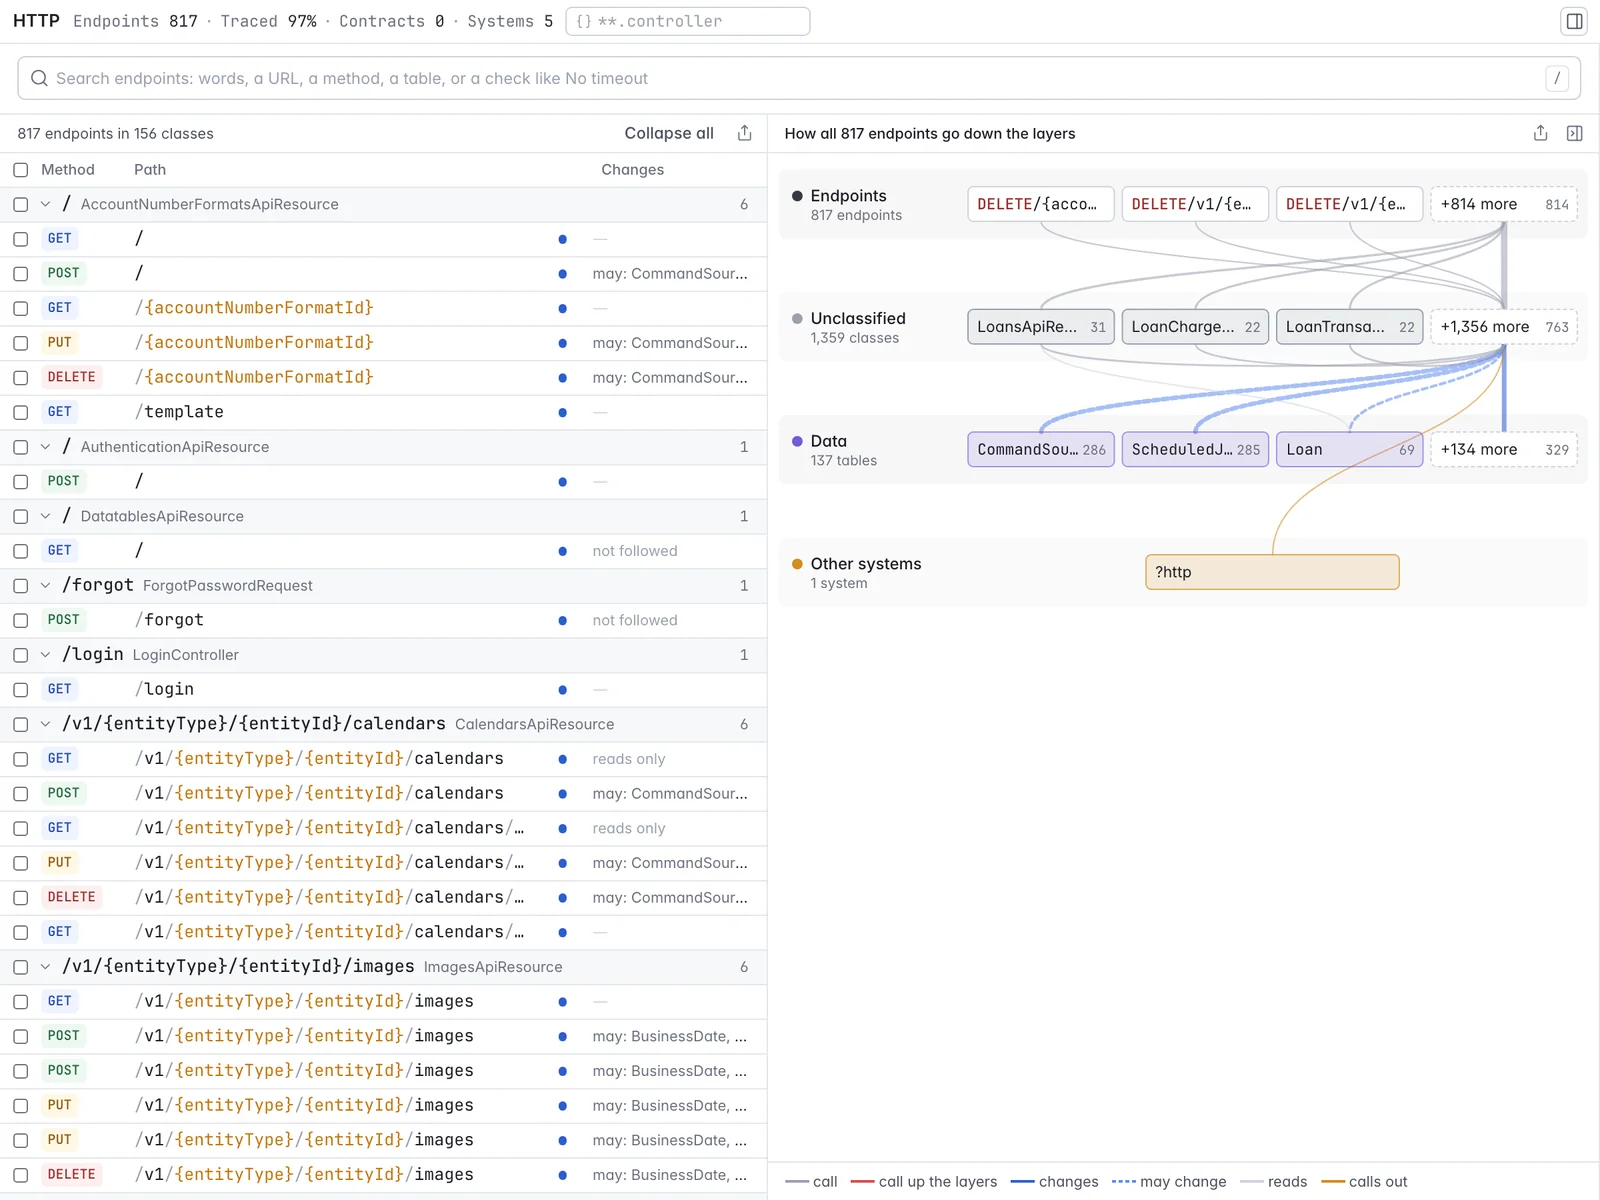 HTTP Endpoints 817 · Traced 97% · Contracts 0 · Systems 5 {} **.controller
Search endpoints: words, a URL, a method, a table, or a check like No timeout /
817 endpoints in 156 classes Collapse all
Method Path Changes
/ AccountNumberFormatsApiResource 6
GET / —
POST / may: CommandSour...
GET /{accountNumberFormatId} —
PUT /{accountNumberFormatId} may: CommandSour...
DELETE /{accountNumberFormatId} may: CommandSour...
GET /template —
/ AuthenticationApiResource 1
POST / —
/ DatatablesApiResource 1
GET / not followed
/forgot ForgotPasswordRequest 1
POST /forgot not followed
/login LoginController 1
GET /login —
/v1/{entityType}/{entityId}/calendars CalendarsApiResource 6
GET /v1/{entityType}/{entityId}/calendars reads only
POST /v1/{entityType}/{entityId}/calendars may: CommandSour...
GET /v1/{entityType}/{entityId}/calendars/… reads only
PUT /v1/{entityType}/{entityId}/calendars/… may: CommandSour...
DELETE /v1/{entityType}/{entityId}/calendars/… may: CommandSour...
GET /v1/{entityType}/{entityId}/calendars/… —
/v1/{entityType}/{entityId}/images ImagesApiResource 6
GET /v1/{entityType}/{entityId}/images —
POST /v1/{entityType}/{entityId}/images may: BusinessDate, ...
POST /v1/{entityType}/{entityId}/images may: BusinessDate, ...
PUT /v1/{entityType}/{entityId}/images may: BusinessDate, ...
PUT /v1/{entityType}/{entityId}/images may: BusinessDate, ...
DELETE /v1/{entityType}/{entityId}/images may: BusinessDate, ...
How all 817 endpoints go down the layers
Endpoints DELETE/{acco… DELETE/v1/{e… DELETE/v1/{e… +814 more 814
817 endpoints
Unclassified LoansApiRe... 31 LoanCharge... 22 LoanTransa... 22 +1,356 more 763
1,359 classes
Data CommandSou… 286 ScheduledJ… 285 Loan 69 +134 more 329
137 tables
Other systems ?http
1 system
call call up the layers changes may change reads calls out